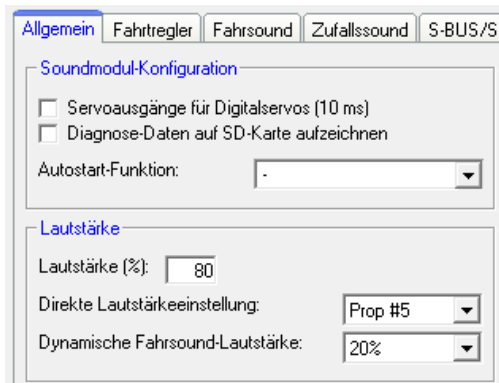 Allgemein Fahrtregler Fahrsound Zufallssound S-BUS/S
Soundmodul-Konfiguration
Servoausgänge für Digitalservos (10 ms)
Diagnose-Daten auf SD-Karte aufzeichnen
Autostart-Funktion: -
Lautstärke
Lautstärke (%): 80
Direkte Lautstärkeeinstellung: Prop #5
Dynamische Fahrsound-Lautstärke: 20%